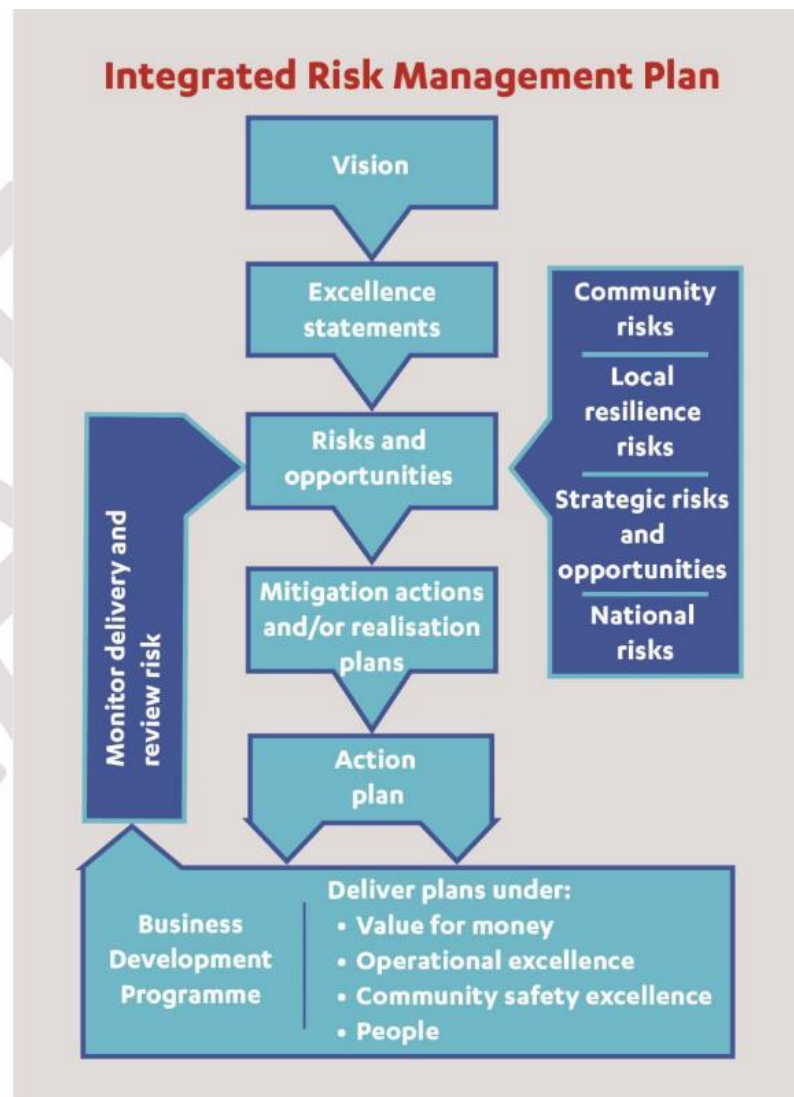 Integrated Risk Management Plan
Vision
Excellence
statements
Risks and
opportunities
Mitigation actions
and/or realisation
plans
Action
plan
Community
risks
Local
resilience
risks
Strategic risks
and
opportunities
National
risks
Monitor delivery and
review risk
Business
Development
Programme
Deliver plans under:
• Value for money
• Operational excellence
• Community safety excellence
• People